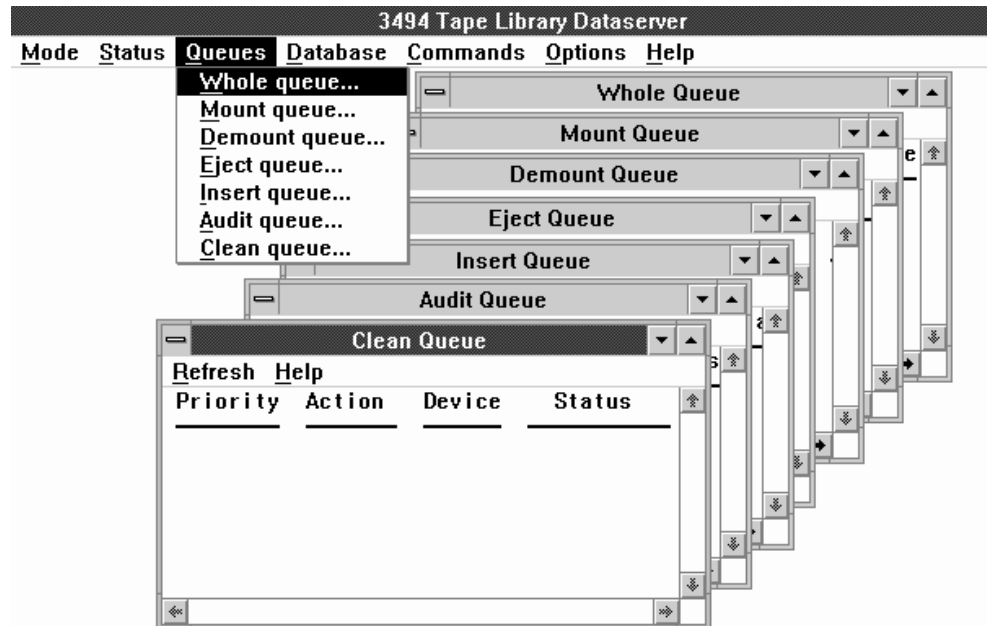 3494 Tape Library Dataserver
Mode Status Queues Database Commands Options Help
Whole queue...
Mount queue...
Demount queue...
Eject queue...
Insert queue...
Audit queue...
Clean queue...
Whole Queue
Mount Queue
Demount Queue
Eject Queue
Insert Queue
Audit Queue
Clean Queue
Refresh Help
Priority Action Device Status